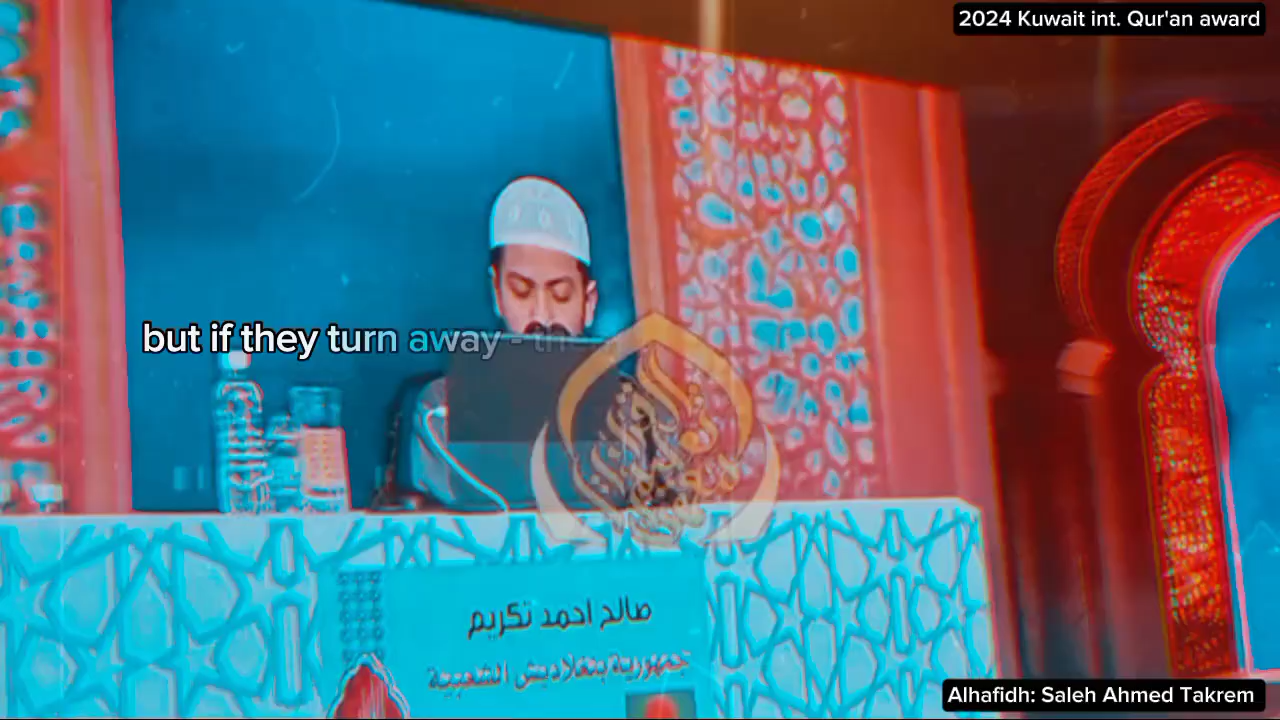 2024 Kuwait int. Qur'an award
but if they turn away -
صالح احمد تكريم
جمهورية بنغلاديش الشعبية
Alhafidh: Saleh Ahmed Takrem